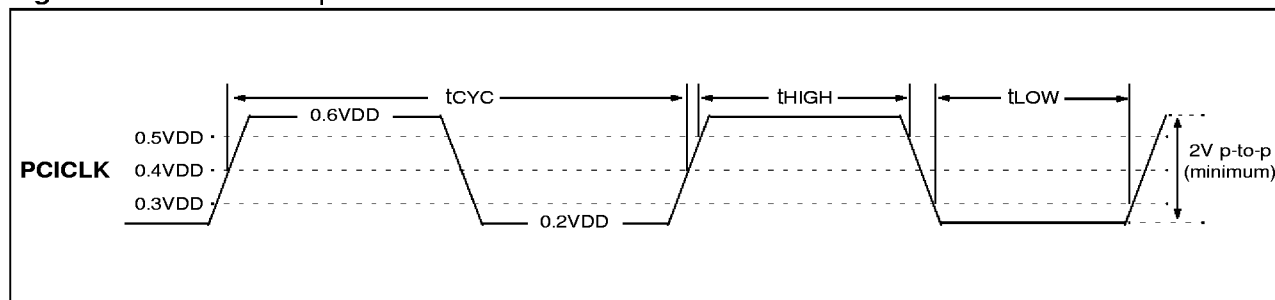 tCYC
tHIGH
tLOW
0.6VDD
0.5VDD
2V p-to-p
(minimum)
PCICLK
0.4VDD
0.3VDD
0.2VDD